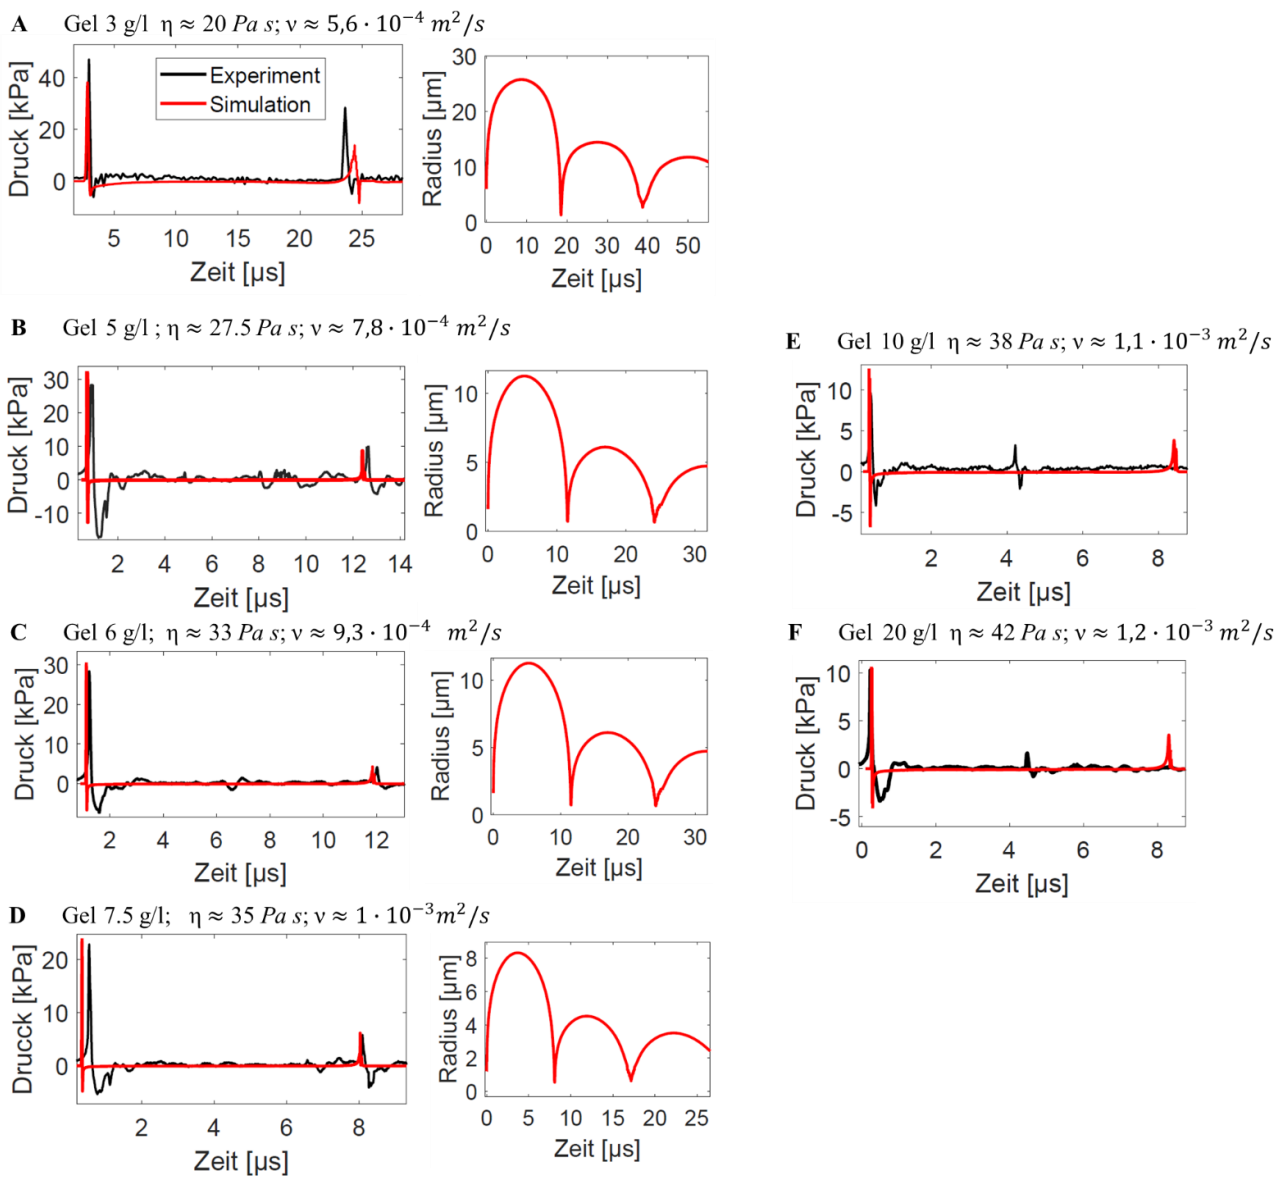 A Gel 3 g/l η ≈ 20 Pa s; ν ≈ 5,6 · 10⁻⁴ m²/s
Druck [kPa]
40
20
0
Experiment
Simulation
5 10 15 20 25
Zeit [µs]
Radius [µm]
30
20
10
0
0 10 20 30 40 50
Zeit [µs]
B Gel 5 g/l ; η ≈ 27.5 Pa s; ν ≈ 7,8 · 10⁻⁴ m²/s
Druck [kPa]
30
20
10
0
-10
2 4 6 8 10 12 14
Zeit [µs]
Radius [µm]
10
5
0
0 10 20 30
Zeit [µs]
E Gel 10 g/l η ≈ 38 Pa s; ν ≈ 1,1 · 10⁻³ m²/s
Druck [kPa]
10
5
0
-5
2 4 6 8
Zeit [µs]
C Gel 6 g/l; η ≈ 33 Pa s; ν ≈ 9,3 · 10⁻⁴ m²/s
Druck [kPa]
30
20
10
0
2 4 6 8 10 12
Zeit [µs]
Radius [µm]
10
5
0
0 10 20 30
Zeit [µs]
F Gel 20 g/l η ≈ 42 Pa s; ν ≈ 1,2 · 10⁻³ m²/s
Druck [kPa]
10
5
0
-5
0 2 4 6 8
Zeit [µs]
D Gel 7.5 g/l; η ≈ 35 Pa s; ν ≈ 1 · 10⁻³m²/s
Drucck [kPa]
20
10
0
2 4 6 8
Zeit [µs]
Radius [µm]
8
6
4
2
0
0 5 10 15 20 25
Zeit [µs]